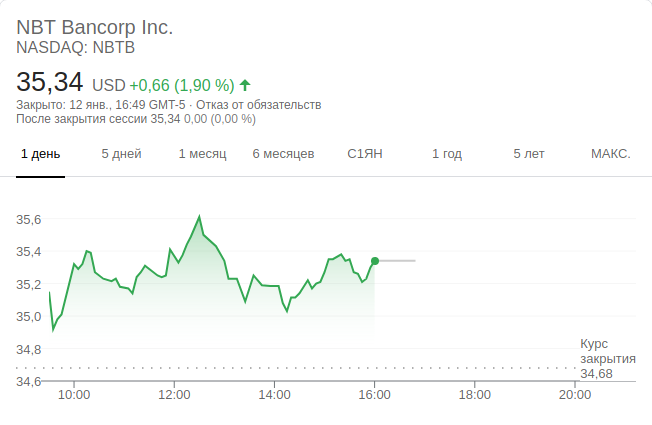 NBT Bancorp Inc.
NASDAQ: NBTB
35,34 USD +0,66 (1,90 %)
Закрыто: 12 янв., 16:49 GMT-5 · Отказ от обязательств
После закрытия сессии 35,34 0,00 (0,00 %)
1 день 5 дней 1 месяц 6 месяцев С1ЯН 1 год 5 лет МАКС.
35,6
35,4
35,2
35,0
34,8
34,6
Курс
закрытия
34,68
10:00 12:00 14:00 16:00 18:00 20:00